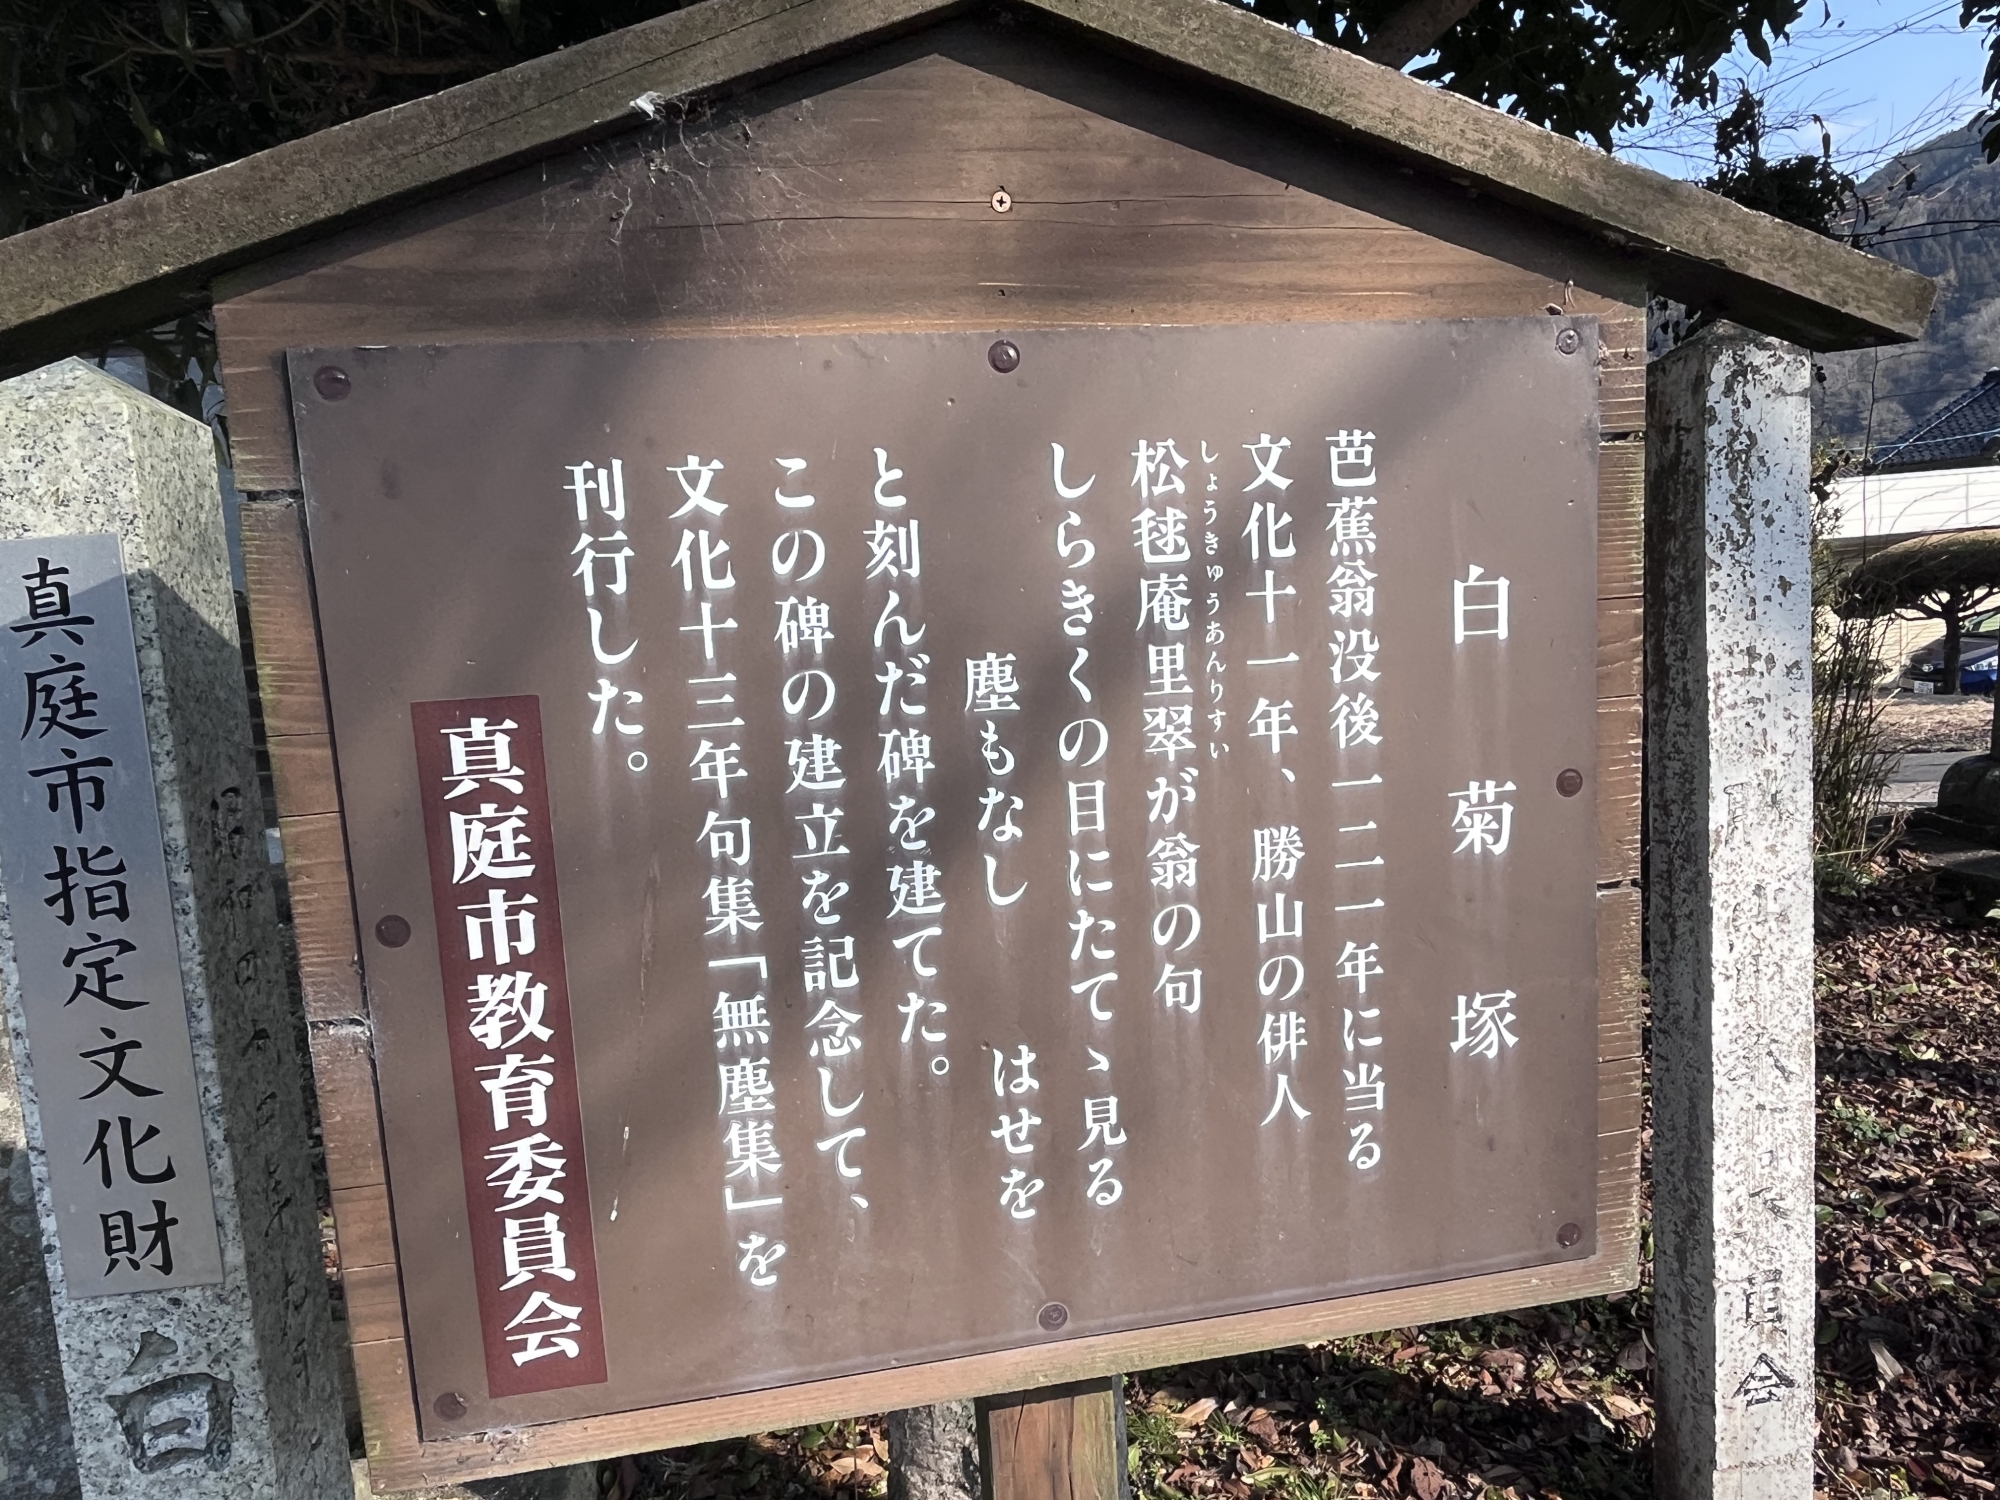 白菊塚
芭蕉翁没後一二一年に当る
文化十一年、勝山の俳人
松毬庵里翠が翁の句
しょうきゅうあんりすい
しらきくの目にたてゝ見る
塵もなし はせを
と刻んだ碑を建てた。
この碑の建立を記念して、
文化十三年句集「無塵集」を
刊行した。
真庭市教育委員会
真庭市指定文化財
白